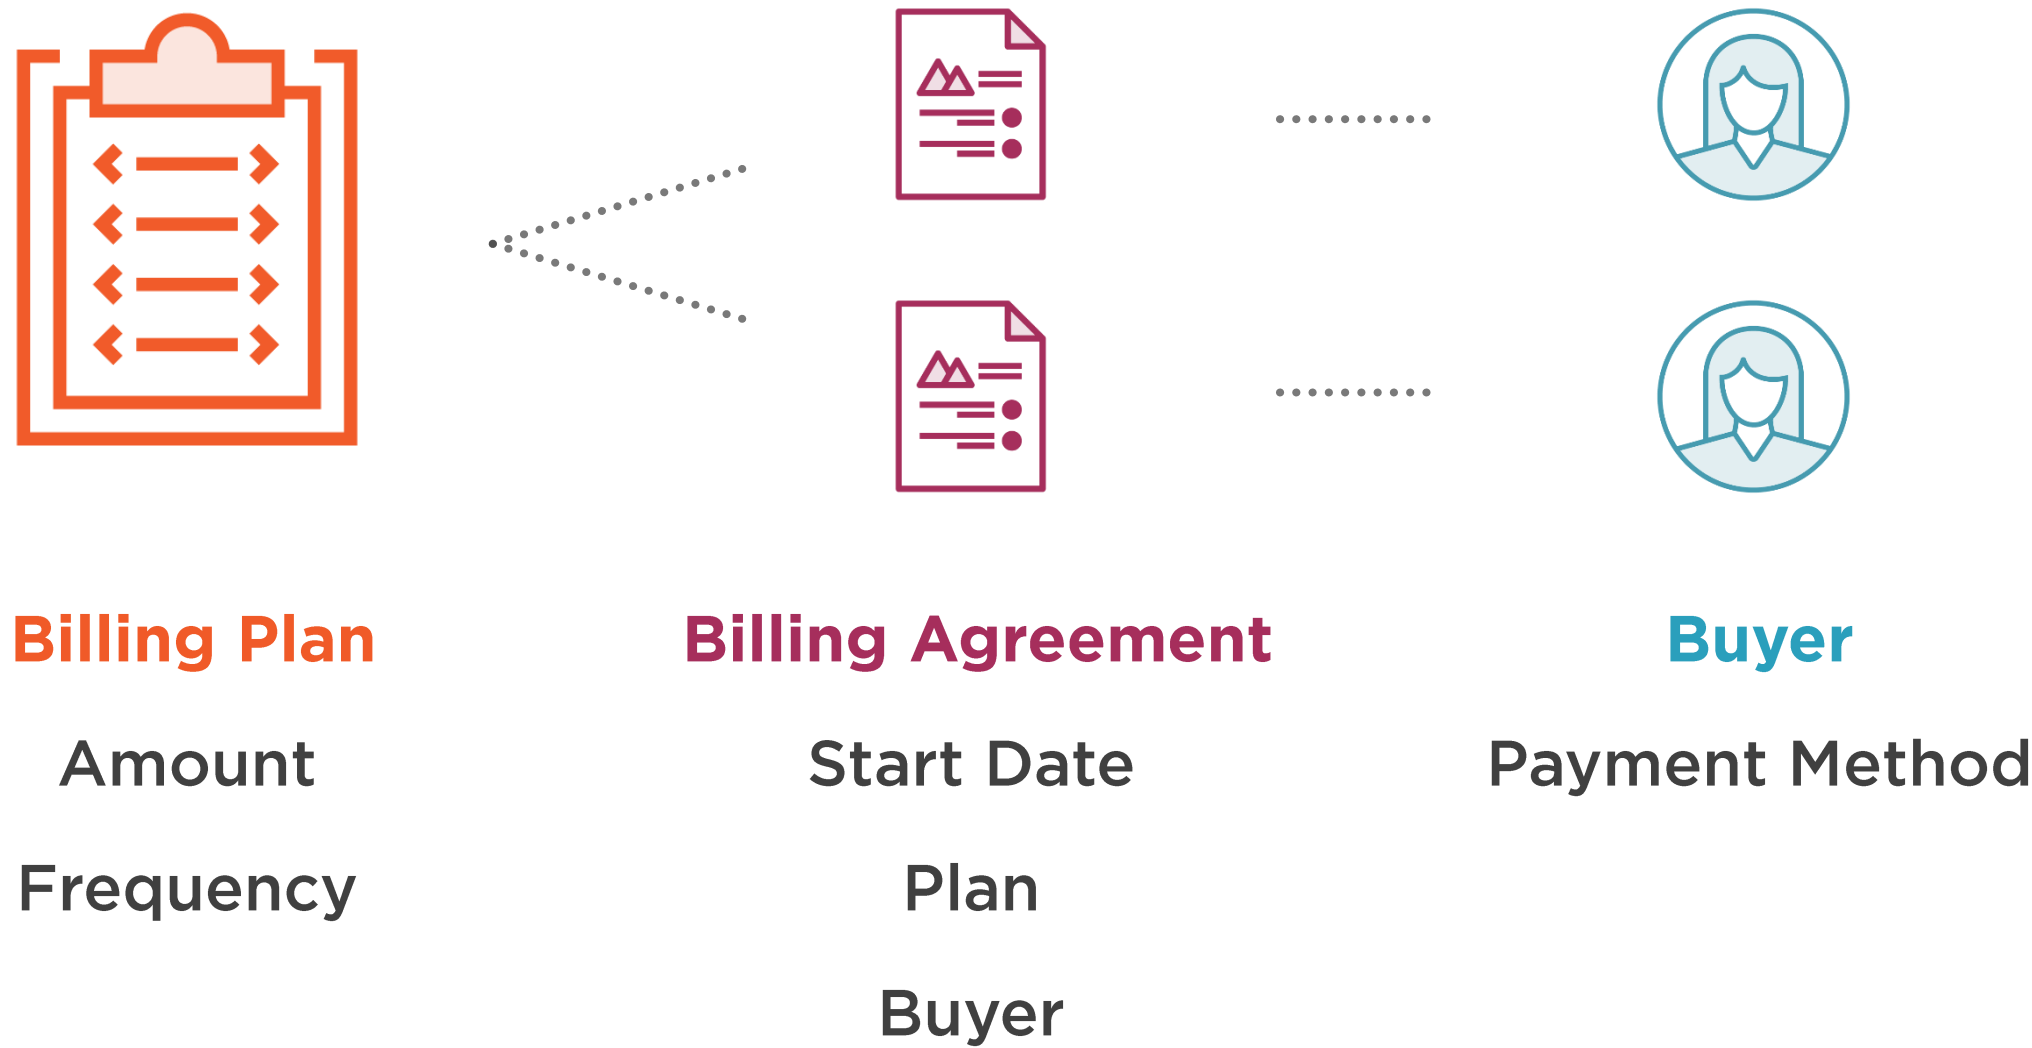 Billing Plan
Amount
Frequency
Billing Agreement
Start Date
Plan
Buyer
Buyer
Payment Method